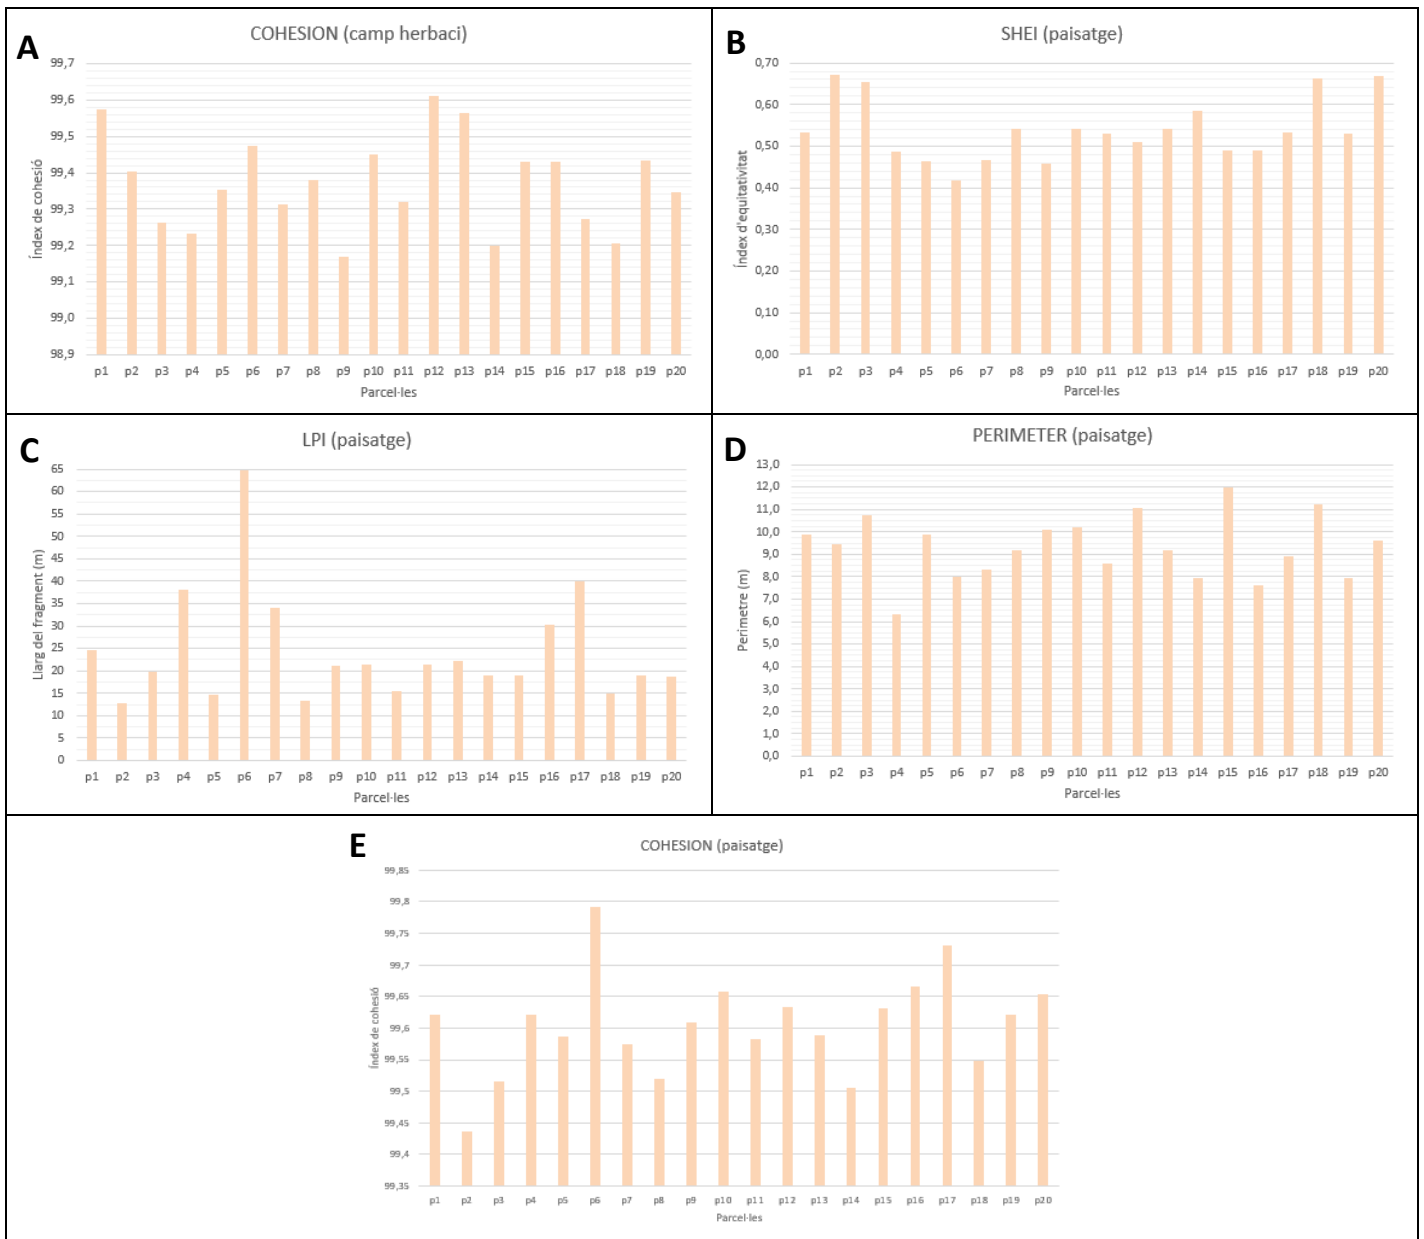 A
COHESION (camp herbaci)
99,7
99,6
99,5
99,4
99,3
99,2
99,1
99,0
98,9
Índex de cohesió
p1 p2 p3 p4 p5 p6 p7 p8 p9 p10 p11 p12 p13 p14 p15 p16 p17 p18 p19 p20
Parcel·les
B
SHEI (paisatge)
0,70
0,60
0,50
0,40
0,30
0,20
0,10
0,00
Índex d'equitativitat
p1 p2 p3 p4 p5 p6 p7 p8 p9 p10 p11 p12 p13 p14 p15 p16 p17 p18 p19 p20
Parcel·les
C
LPI (paisatge)
65
60
55
50
45
40
35
30
25
20
15
10
5
0
Llarg del fragment (m)
p1 p2 p3 p4 p5 p6 p7 p8 p9 p10 p11 p12 p13 p14 p15 p16 p17 p18 p19 p20
Parcel·les
D
PERIMETER (paisatge)
13,0
12,0
11,0
10,0
9,0
8,0
7,0
6,0
5,0
4,0
3,0
2,0
1,0
0,0
Perímetre (m)
p1 p2 p3 p4 p5 p6 p7 p8 p9 p10 p11 p12 p13 p14 p15 p16 p17 p18 p19 p20
Parcel·les
E
COHESION (paisatge)
99,85
99,8
99,75
99,7
99,65
99,6
99,55
99,5
99,45
99,4
99,35
Índex de cohesió
p1 p2 p3 p4 p5 p6 p7 p8 p9 p10 p11 p12 p13 p14 p15 p16 p17 p18 p19 p20
Parcel·les